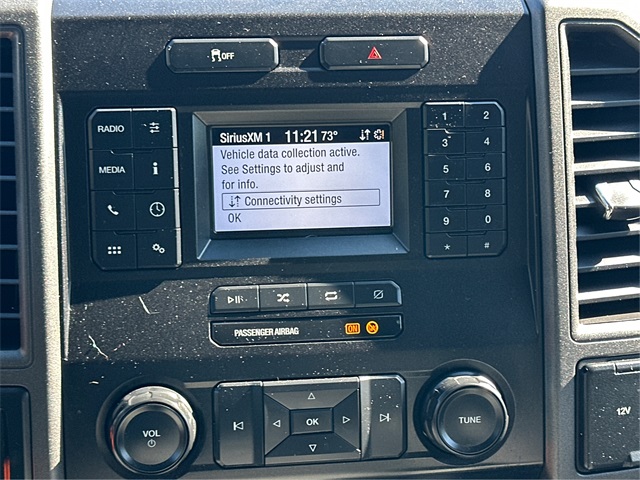 OFF
RADIO
MEDIA
SiriusXM 1 11:21 73°
Vehicle data collection active.
See Settings to adjust and
for info.
Connectivity settings
OK
1 2
3 4
5 6
7 8
9 0
* #
PASSENGER AIRBAG ON
VOL
OK
TUNE
12V